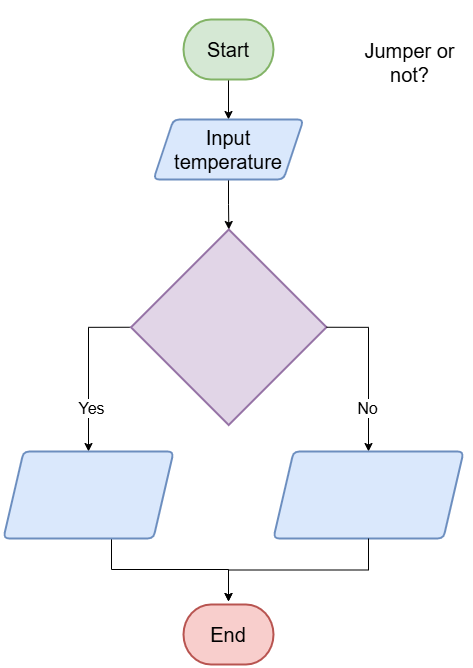 Start
Jumper or
not?
Input
temperature
Yes
No
End